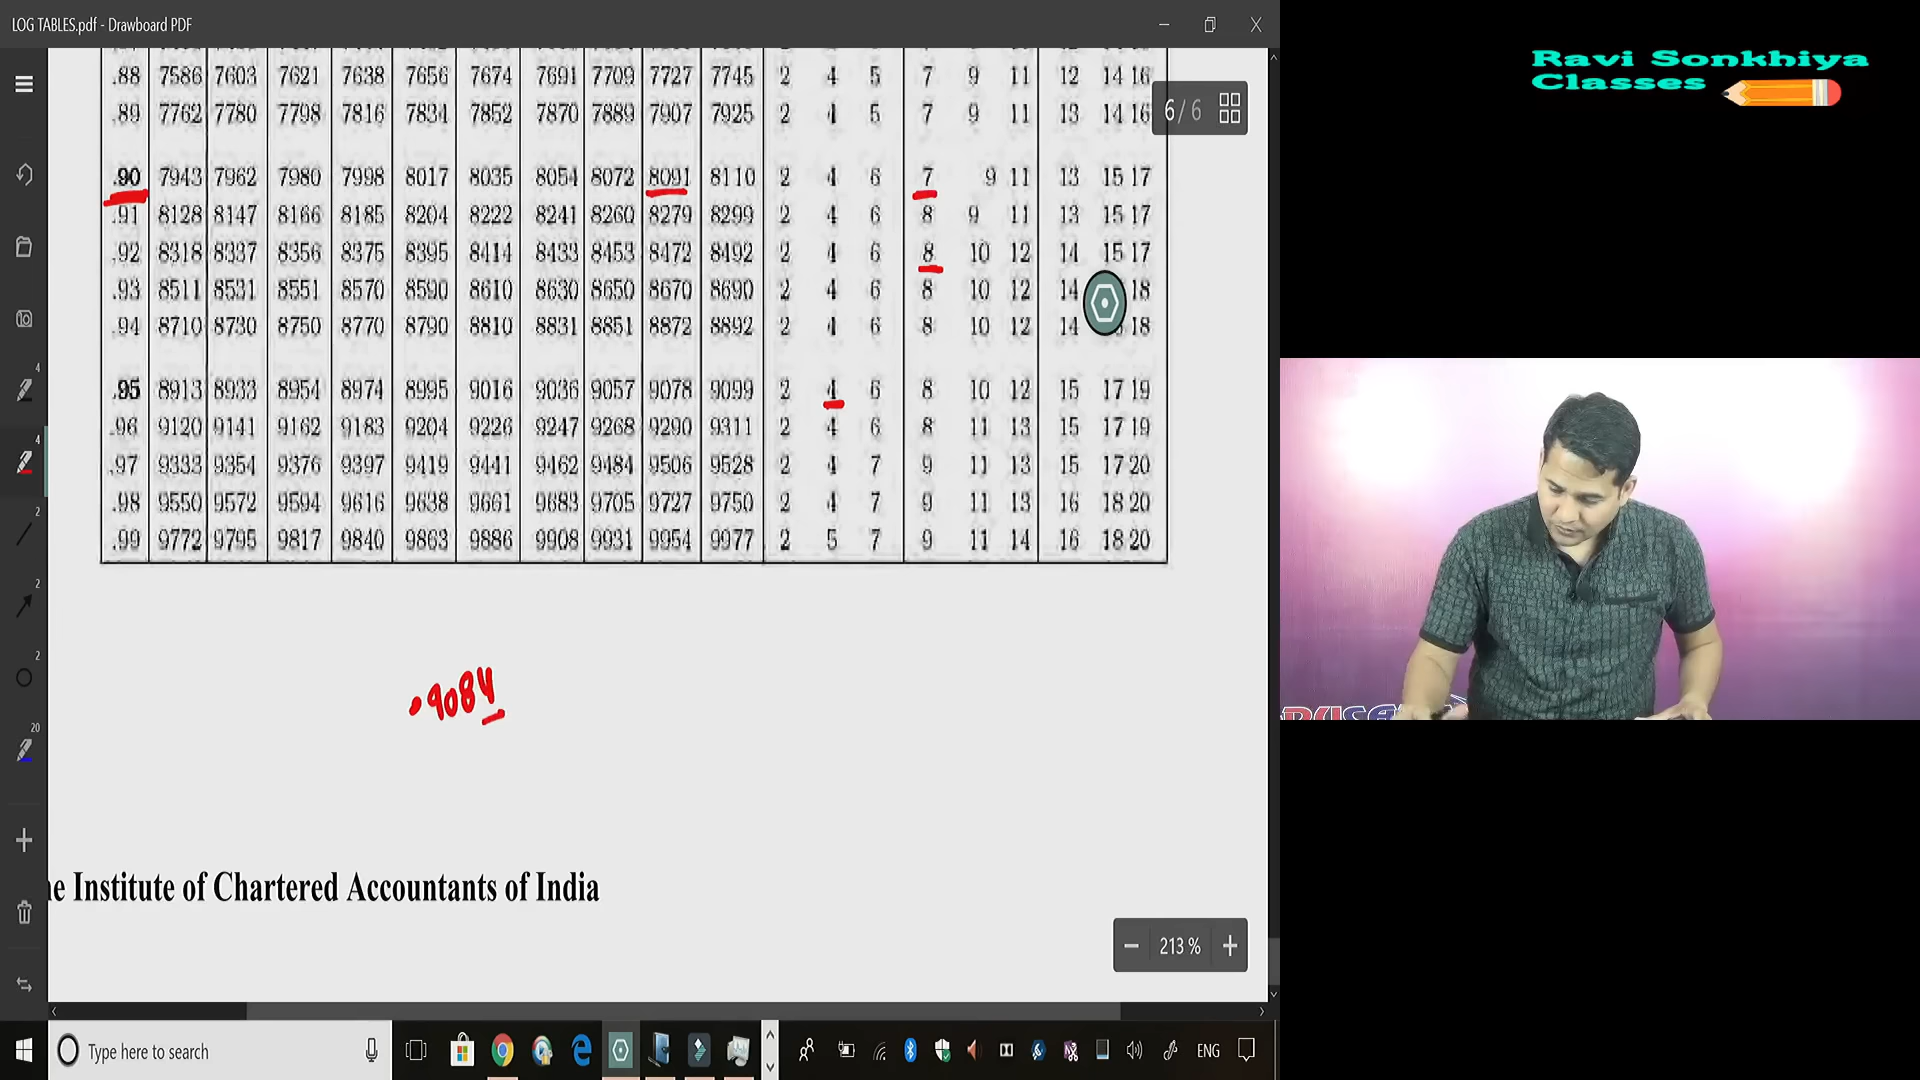 LOG TABLES.pdf - Drawboard PDF
Ravi Sonkhiya
Classes
.88 7586 7603 7621 7638 7656 7674 7691 7709 7727 7745 2 4 5 7 9 11 12 14 16
.89 7762 7780 7798 7816 7834 7852 7870 7889 7907 7925 2 4 5 7 9 11 13 14 16
6 / 6
.90 7943 7962 7980 7998 8017 8035 8054 8072 8091 8110 2 4 6 7 9 11 13 15 17
.91 8128 8147 8166 8185 8204 8222 8241 8260 8279 8299 2 4 6 8 9 11 13 15 17
.92 8318 8337 8356 8375 8395 8414 8433 8453 8472 8492 2 4 6 8 10 12 14 15 17
.93 8511 8531 8551 8570 8590 8610 8630 8650 8670 8690 2 4 6 8 10 12 14 18
.94 8710 8730 8750 8770 8790 8810 8831 8851 8872 8892 2 4 6 8 10 12 14 18
.95 8913 8933 8954 8974 8995 9016 9036 9057 9078 9099 2 4 6 8 10 12 15 17 19
.96 9120 9141 9162 9183 9204 9226 9247 9268 9290 9311 2 4 6 8 11 13 15 17 19
.97 9333 9354 9376 9397 9419 9441 9462 9484 9506 9528 2 4 7 9 11 13 15 17 20
.98 9550 9572 9594 9616 9638 9661 9683 9705 9727 9750 2 4 7 9 11 13 16 18 20
.99 9772 9795 9817 9840 9863 9886 9908 9931 9954 9977 2 5 7 9 11 14 16 18 20
4
4
2
2
2
20
.9084
Institute of Chartered Accountants of India
213 %
Type here to search
ENG